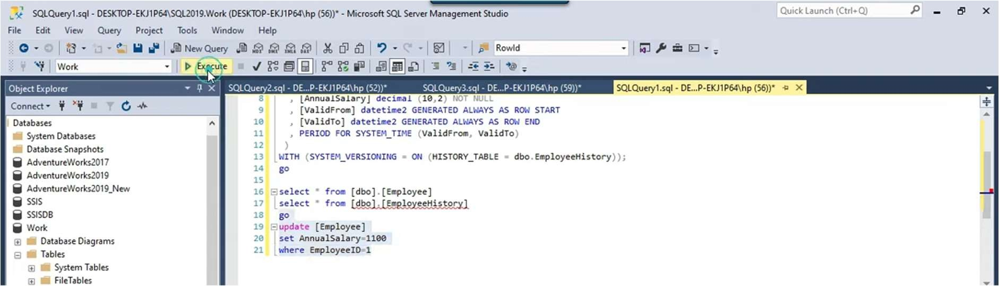 SQLQuery1.sql - DESKTOP-EKJ1P64\SQL2019.Work (DESKTOP-EKJ1P64\hp (56))* - Microsoft SQL Server Management Studio
Quick Launch (Ctrl+Q)
File Edit View Query Project Tools Window Help
New Query MDX DMX XMLA DAX RowId
Work Execute
Object Explorer
SQLQuery2.sql - DE...P-EKJ1P64\hp (52))* SQLQuery3.sql - DE...P-EKJ1P64\hp (59))* SQLQuery1.sql - DE...P-EKJ1P64\hp (56))*
Connect
Databases
System Databases
Database Snapshots
AdventureWorks2017
AdventureWorks2019
AdventureWorks2019_New
SSIS
SSISDB
Work
Database Diagrams
Tables
System Tables
FileTables
8 , [AnnualSalary] decimal (10,2) NOT NULL
9 , [ValidFrom] datetime2 GENERATED ALWAYS AS ROW START
10 , [ValidTo] datetime2 GENERATED ALWAYS AS ROW END
11 , PERIOD FOR SYSTEM_TIME (ValidFrom, ValidTo)
12 )
13 WITH (SYSTEM_VERSIONING = ON (HISTORY_TABLE = dbo.EmployeeHistory));
14 go
15
16 select * from [dbo].[Employee]
17 select * from [dbo].[EmployeeHistory]
18 go
19 update [Employee]
20 set AnnualSalary=1100
21 where EmployeeID=1